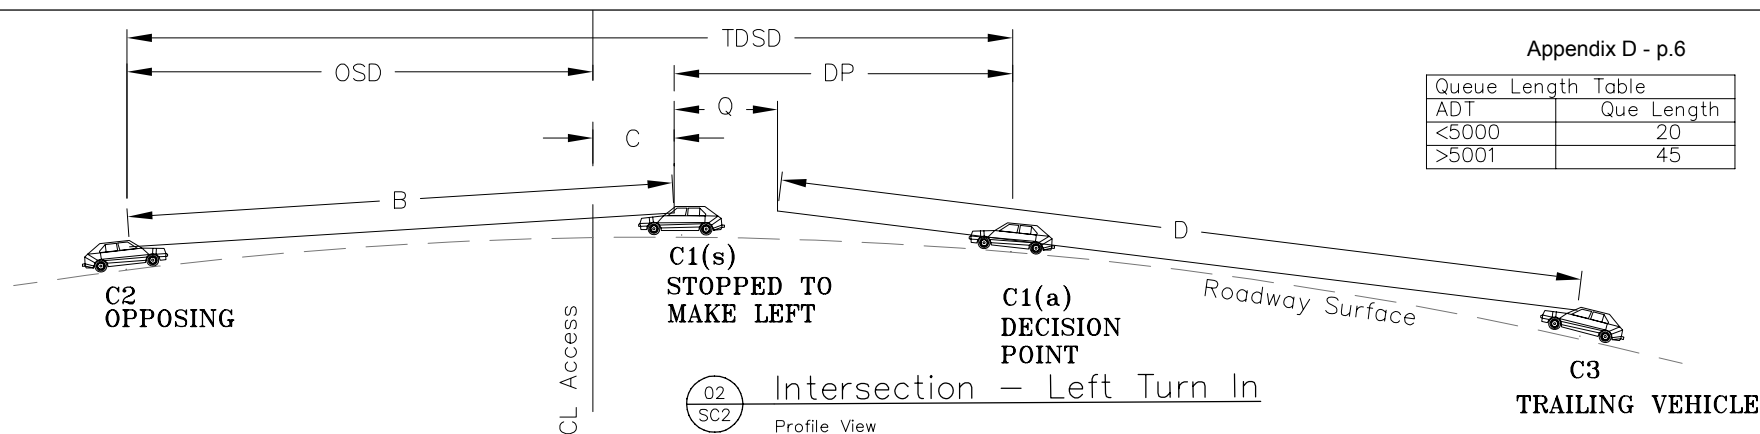 TDSD
OSD
DP
Q
C
B
D
Appendix D - p.6
Queue Length Table
ADT Que Length
<5000 20
>5001 45
C2
OPPOSING
C1(s)
STOPPED TO
MAKE LEFT
C1(a)
DECISION
POINT
Roadway Surface
C3
TRAILING VEHICLE
CL Access
02
SC2
Intersection – Left Turn In
Profile View